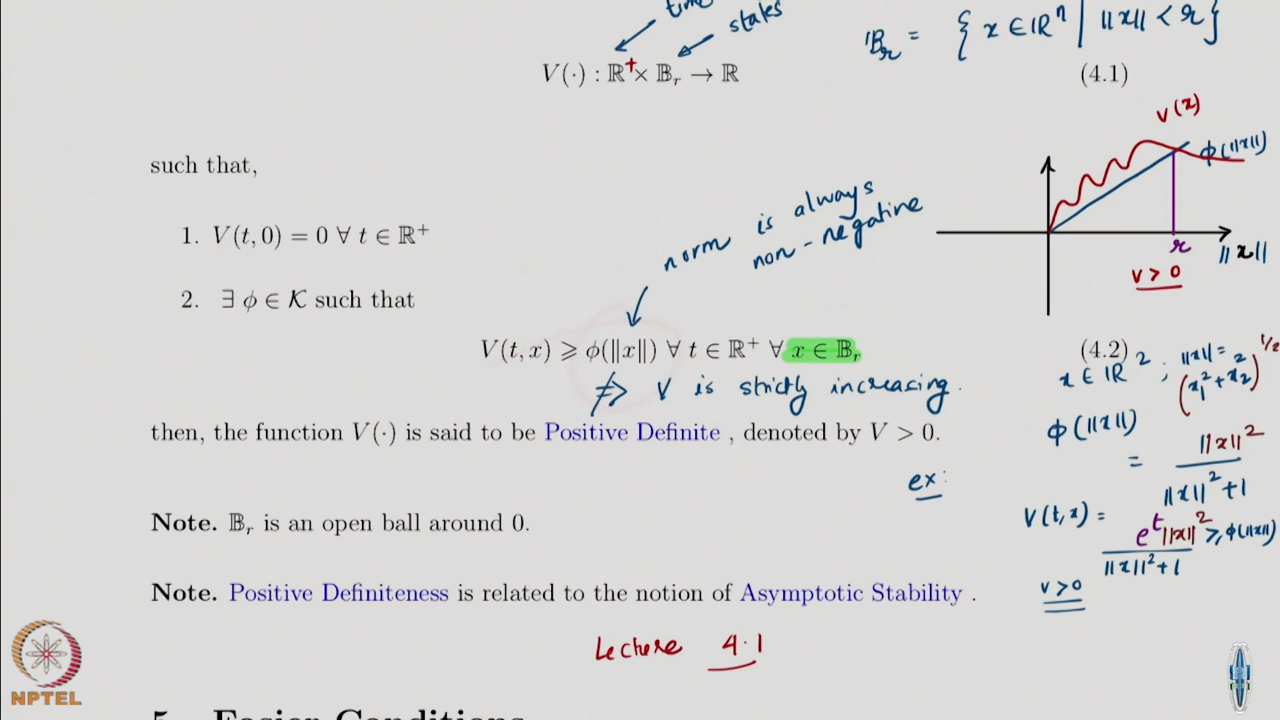 time
states
𝔹r = { x ∈ ℝⁿ | ||x|| < r }
V(·) : ℝ⁺ × 𝔹r → ℝ (4.1)
V(x)
φ(||x||)
such that,
norm is always
non-negative
1. V(t, 0) = 0 ∀ t ∈ ℝ⁺
r
||x||
V > 0
2. ∃ φ ∈ 𝒦 such that
V(t, x) ⩾ φ(||x||) ∀ t ∈ ℝ⁺ ∀ x ∈ 𝔹r (4.2)
x ∈ ℝ² ; ||x|| = (x₁² + x₂²)^1/2
⇏ V is strictly increasing.
φ(||x||)
= ||x||² / ||x||² + 1
then, the function V(·) is said to be Positive Definite , denoted by V > 0.
ex:
Note. 𝔹r is an open ball around 0.
V(t, x) = e^t ||x||² / ||x||² + 1 ⩾ φ(||x||)
V > 0
Note. Positive Definiteness is related to the notion of Asymptotic Stability .
Lecture 4.1
NPTEL
5 Easier Conditions